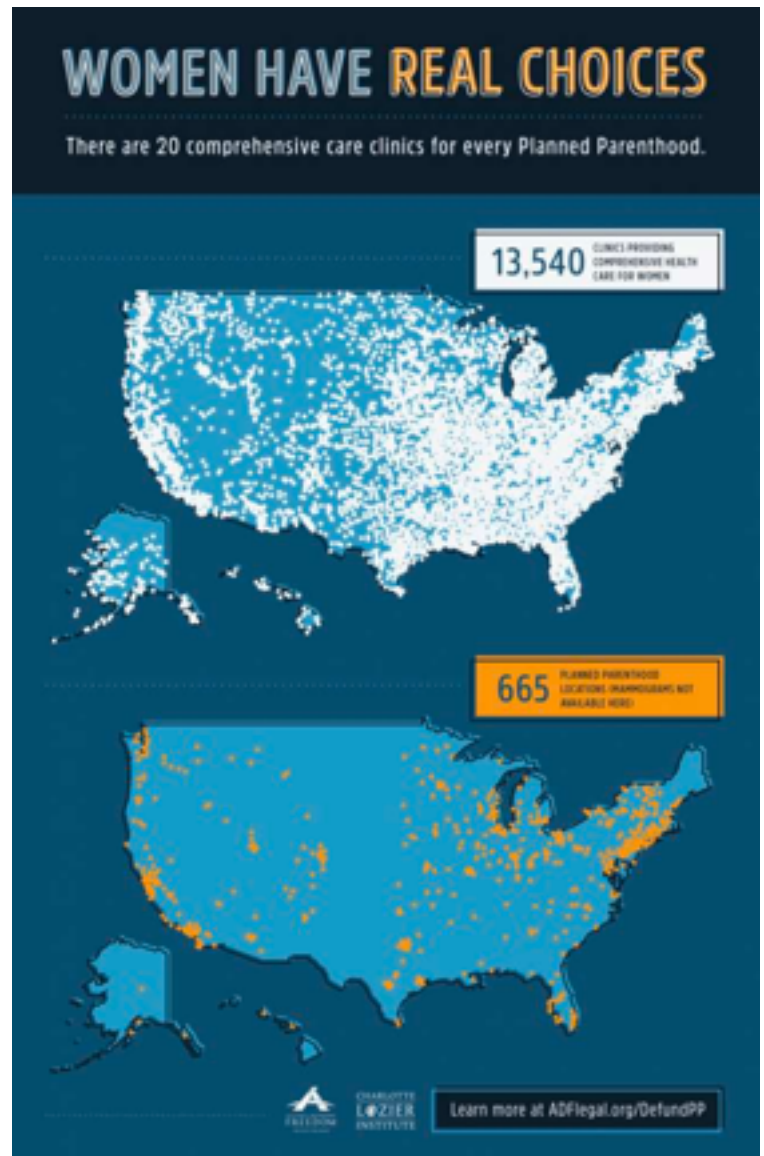 WOMEN HAVE REAL CHOICES
There are 20 comprehensive care clinics for every Planned Parenthood.
13,540
CLINICS PROVIDING
COMPREHENSIVE HEALTH
CARE FOR WOMEN
665
PLANNED PARENTHOOD
LOCATIONS (MAMMOGRAMS NOT
AVAILABLE HERE)
FREEDOM
CHARLOTTE
LOZIER
INSTITUTE
Learn more at ADFlegal.org/DefundPP